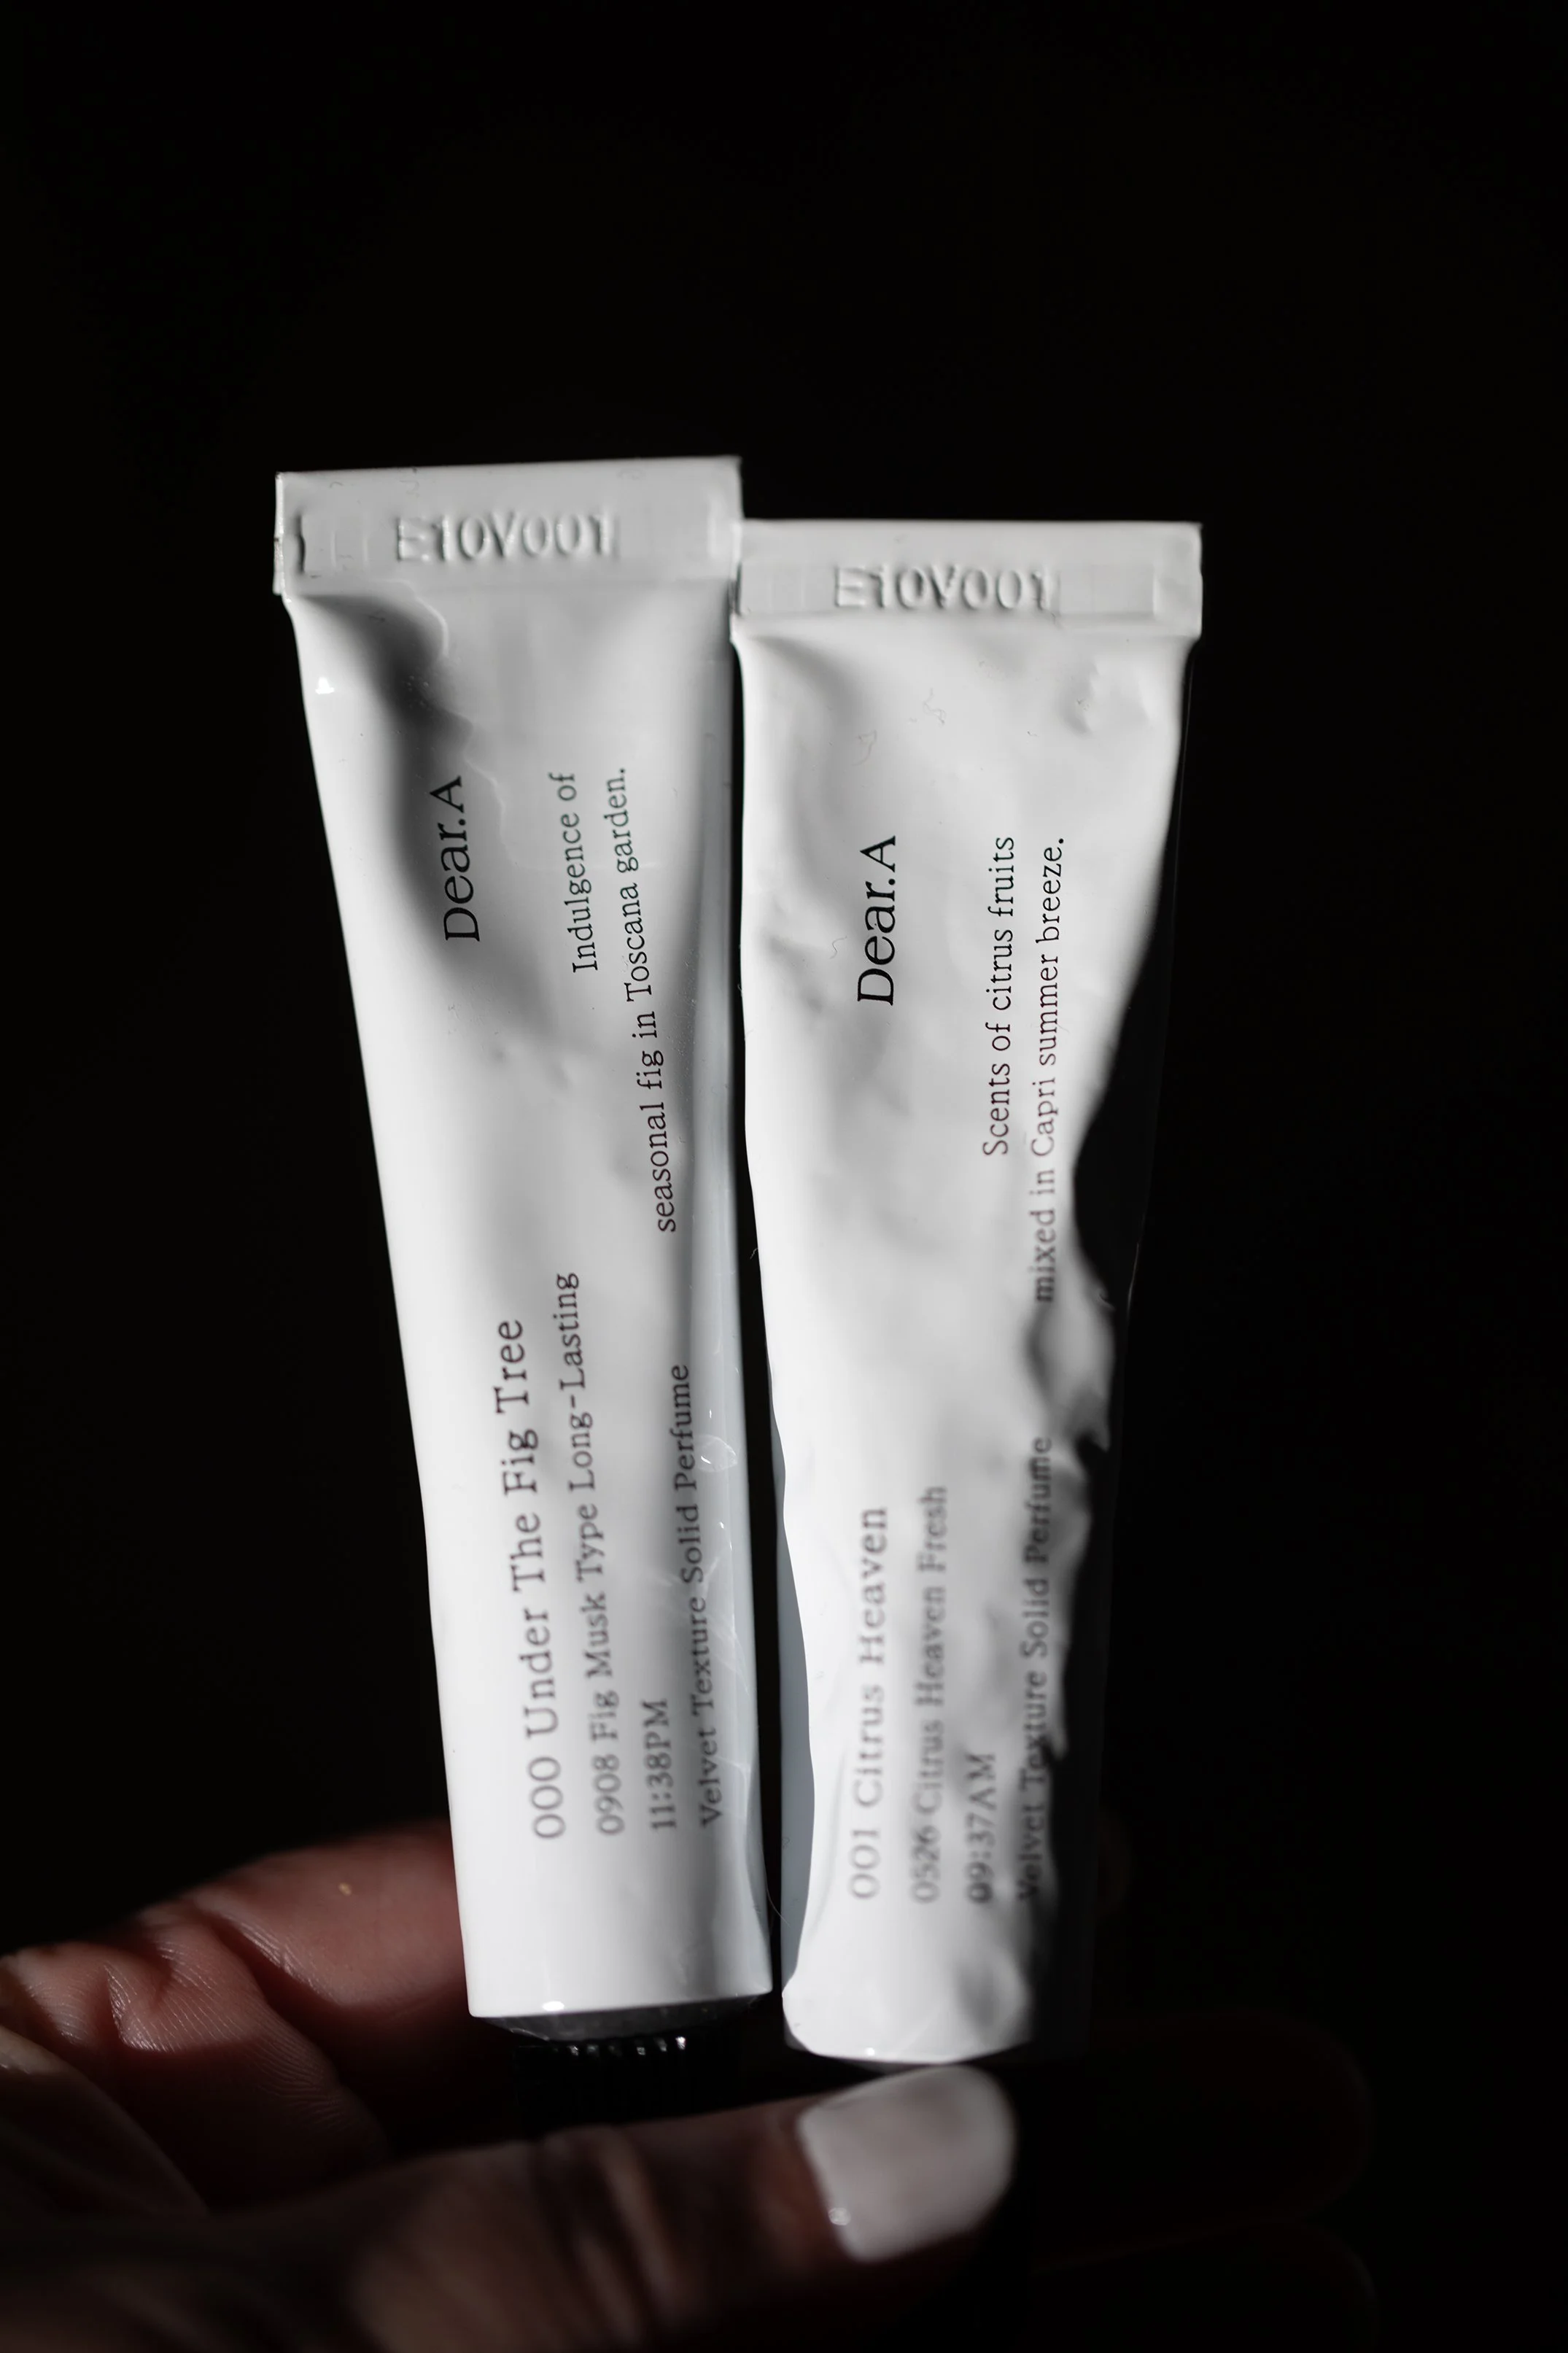 E10V001
Dear.A
Indulgence of
seasonal fig in Toscana garden.
000 Under The Fig Tree
0908 Fig Musk Type Long-Lasting
11:38PM
Velvet Texture Solid Perfume
E10V001
Dear.A
Scents of citrus fruits
mixed in Capri summer breeze.
001 Citrus Heaven
0526 Citrus Heaven Fresh
09:37AM
Velvet Texture Solid Perfume